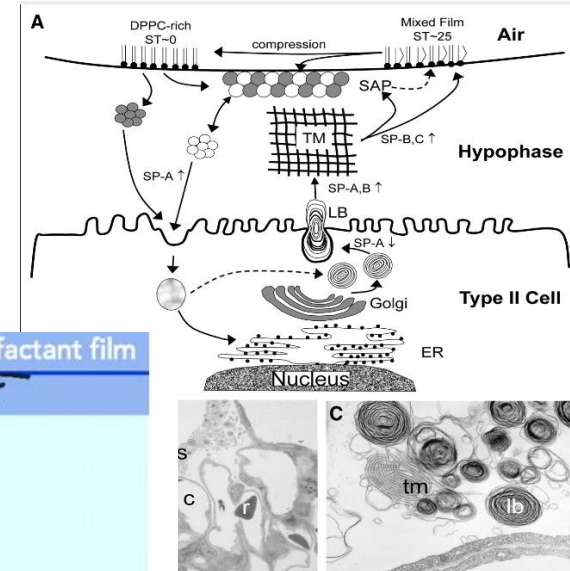 A
DPPC-rich
ST~0
compression
Mixed Film
ST~25
Air
SAP
TM
SP-B,C ↑
Hypophase
SP-A ↑
SP-A,B ↑
LB
SP-A ↓
Golgi
Type II Cell
ER
Nucleus
factant film
s
c
r
C
tm
lb